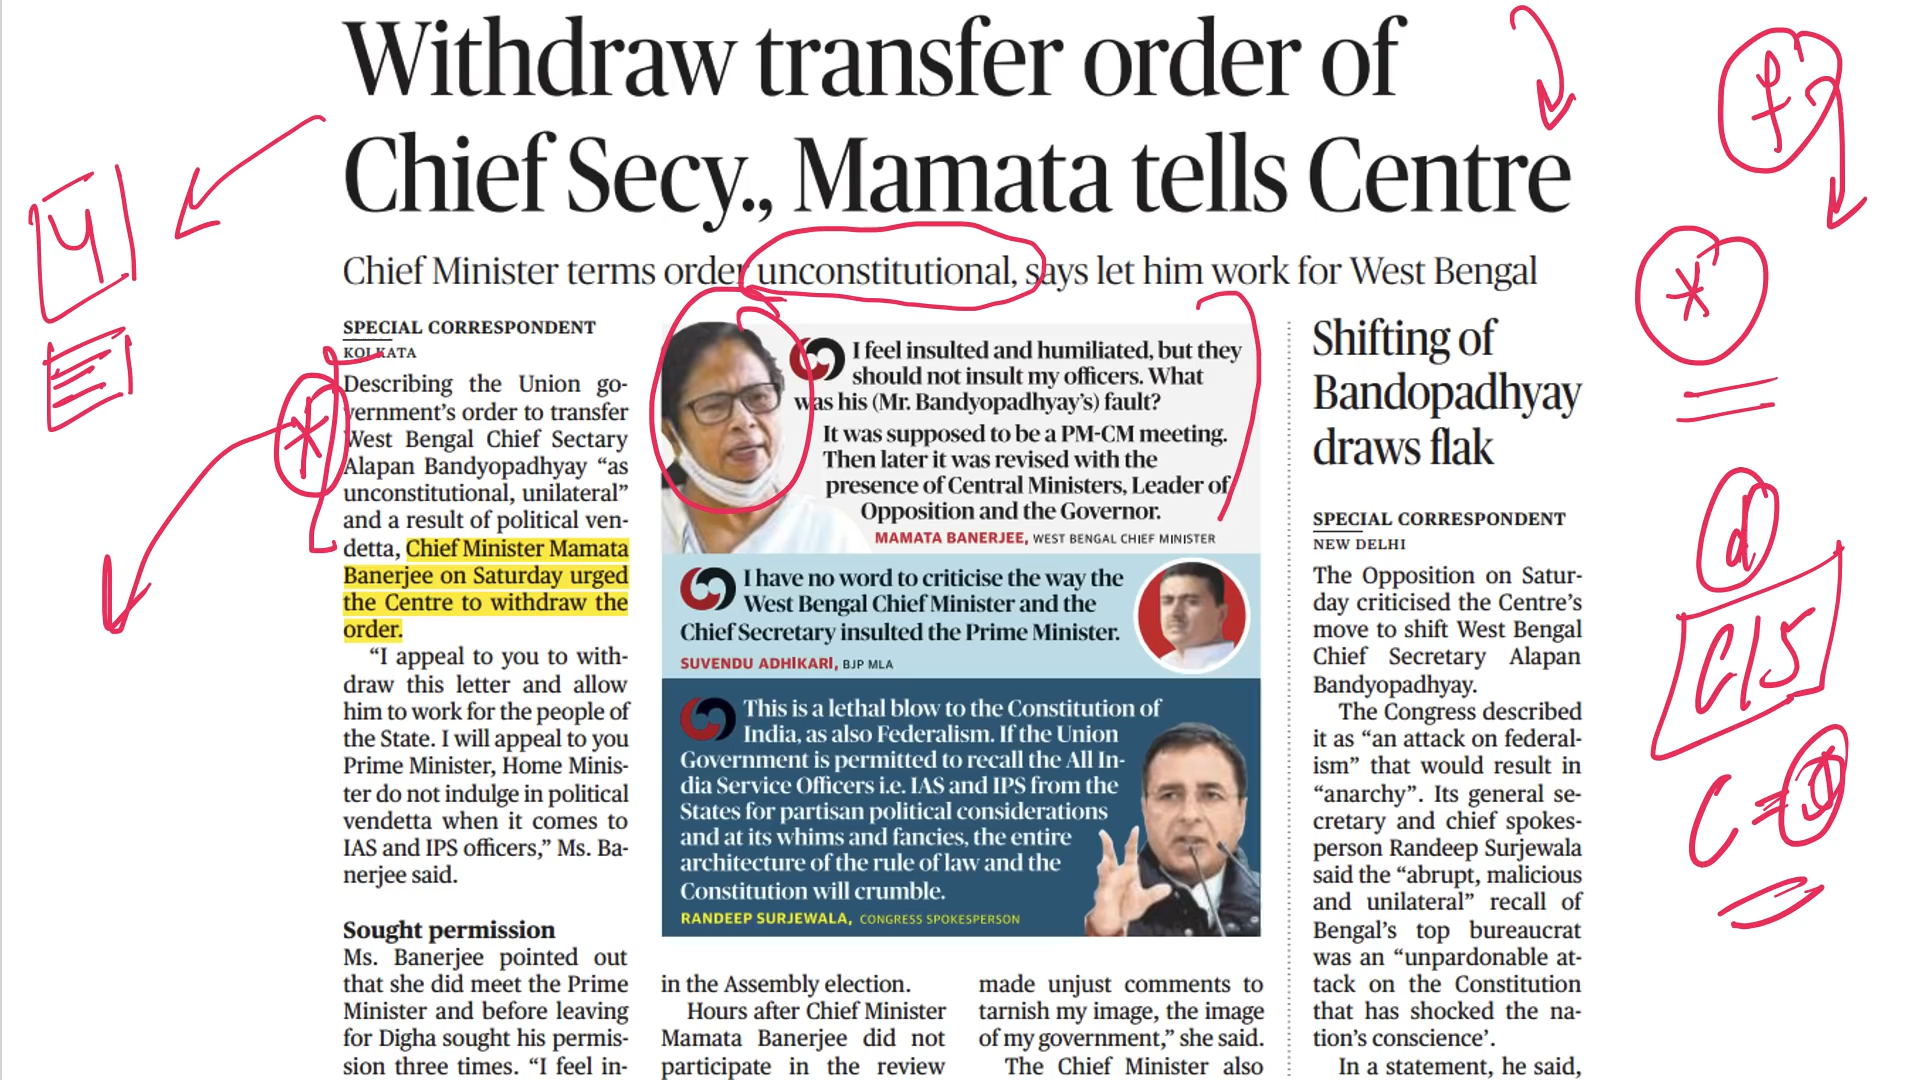 Withdraw transfer order of
Chief Secy., Mamata tells Centre
Chief Minister terms order unconstitutional, says let him work for West Bengal
SPECIAL CORRESPONDENT
KOLKATA
Describing the Union go-
vernment's order to transfer
West Bengal Chief Sectary
Alapan Bandyopadhyay “as
unconstitutional, unilateral”
and a result of political ven-
detta, Chief Minister Mamata
Banerjee on Saturday urged
the Centre to withdraw the
order.
“I appeal to you to with-
draw this letter and allow
him to work for the people of
the State. I will appeal to you
Prime Minister, Home Minis-
ter do not indulge in political
vendetta when it comes to
IAS and IPS officers,” Ms. Ba-
nerjee said.
Sought permission
Ms. Banerjee pointed out
that she did meet the Prime
Minister and before leaving
for Digha sought his permis-
sion three times. “I feel in-
I feel insulted and humiliated, but they
should not insult my officers. What
was his (Mr. Bandyopadhyay's) fault?
It was supposed to be a PM-CM meeting.
Then later it was revised with the
presence of Central Ministers, Leader of
Opposition and the Governor.
MAMATA BANERJEE, WEST BENGAL CHIEF MINISTER
I have no word to criticise the way the
West Bengal Chief Minister and the
Chief Secretary insulted the Prime Minister.
SUVENDU ADHIKARI, BJP MLA
This is a lethal blow to the Constitution of
India, as also Federalism. If the Union
Government is permitted to recall the All In-
dia Service Officers i.e. IAS and IPS from the
States for partisan political considerations
and at its whims and fancies, the entire
architecture of the rule of law and the
Constitution will crumble.
RANDEEP SURJEWALA, CONGRESS SPOKESPERSON
in the Assembly election.
Hours after Chief Minister
Mamata Banerjee did not
participate in the review
made unjust comments to
tarnish my image, the image
of my government,” she said.
The Chief Minister also
Shifting of
Bandopadhyay
draws flak
SPECIAL CORRESPONDENT
NEW DELHI
The Opposition on Satur-
day criticised the Centre's
move to shift West Bengal
Chief Secretary Alapan
Bandyopadhyay.
The Congress described
it as “an attack on federal-
ism” that would result in
“anarchy”. Its general se-
cretary and chief spokes-
person Randeep Surjewala
said the “abrupt, malicious
and unilateral” recall of
Bengal's top bureaucrat
was an “unpardonable at-
tack on the Constitution
that has shocked the na-
tion's conscience'.
In a statement, he said,
d
C/S